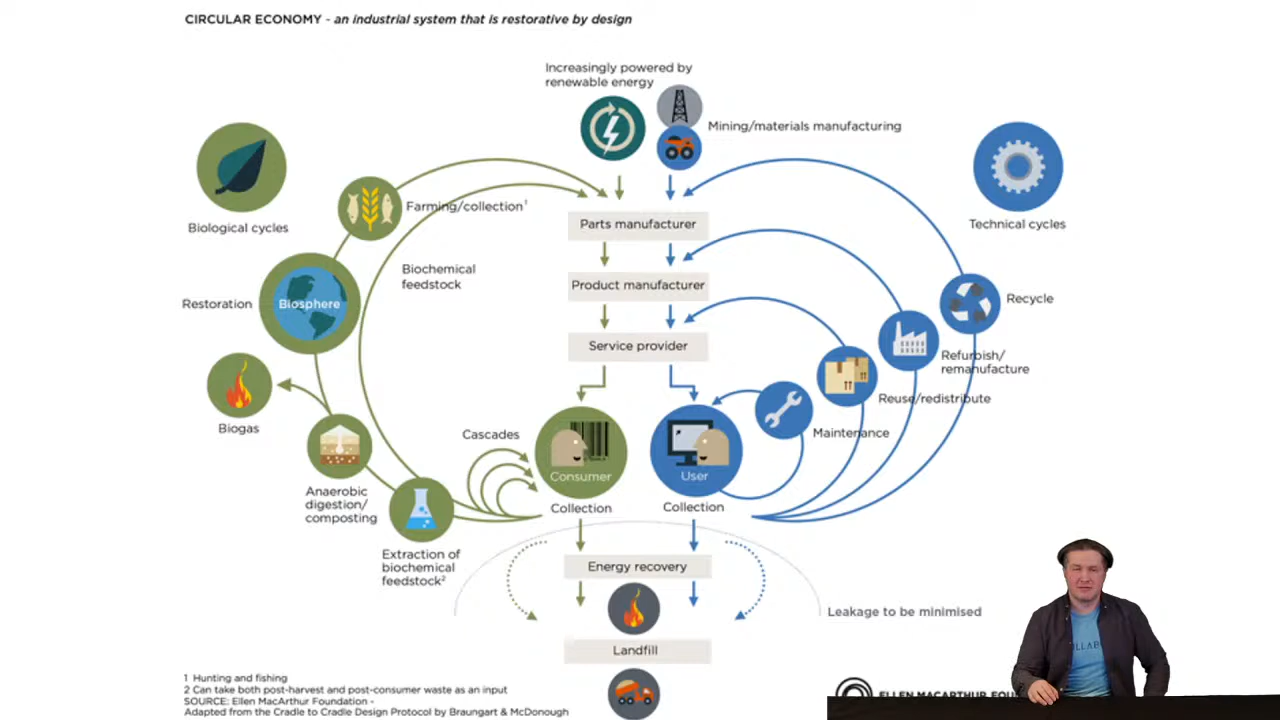 CIRCULAR ECONOMY - an industrial system that is restorative by design
Increasingly powered by
renewable energy
Mining/materials manufacturing
Biological cycles
Technical cycles
Farming/collection¹
Parts manufacturer
Biochemical
feedstock
Product manufacturer
Restoration
Biosphere
Recycle
Service provider
Refurbish/
remanufacture
Reuse/redistribute
Biogas
Cascades
Maintenance
Consumer
User
Anaerobic
digestion/
composting
Collection
Collection
Extraction of
biochemical
feedstock²
Energy recovery
Leakage to be minimised
Landfill
1 Hunting and fishing
2 Can take both post-harvest and post-consumer waste as an input
SOURCE: Ellen MacArthur Foundation -
Adapted from the Cradle to Cradle Design Protocol by Braungart & McDonough
ELLEN MACARTHUR